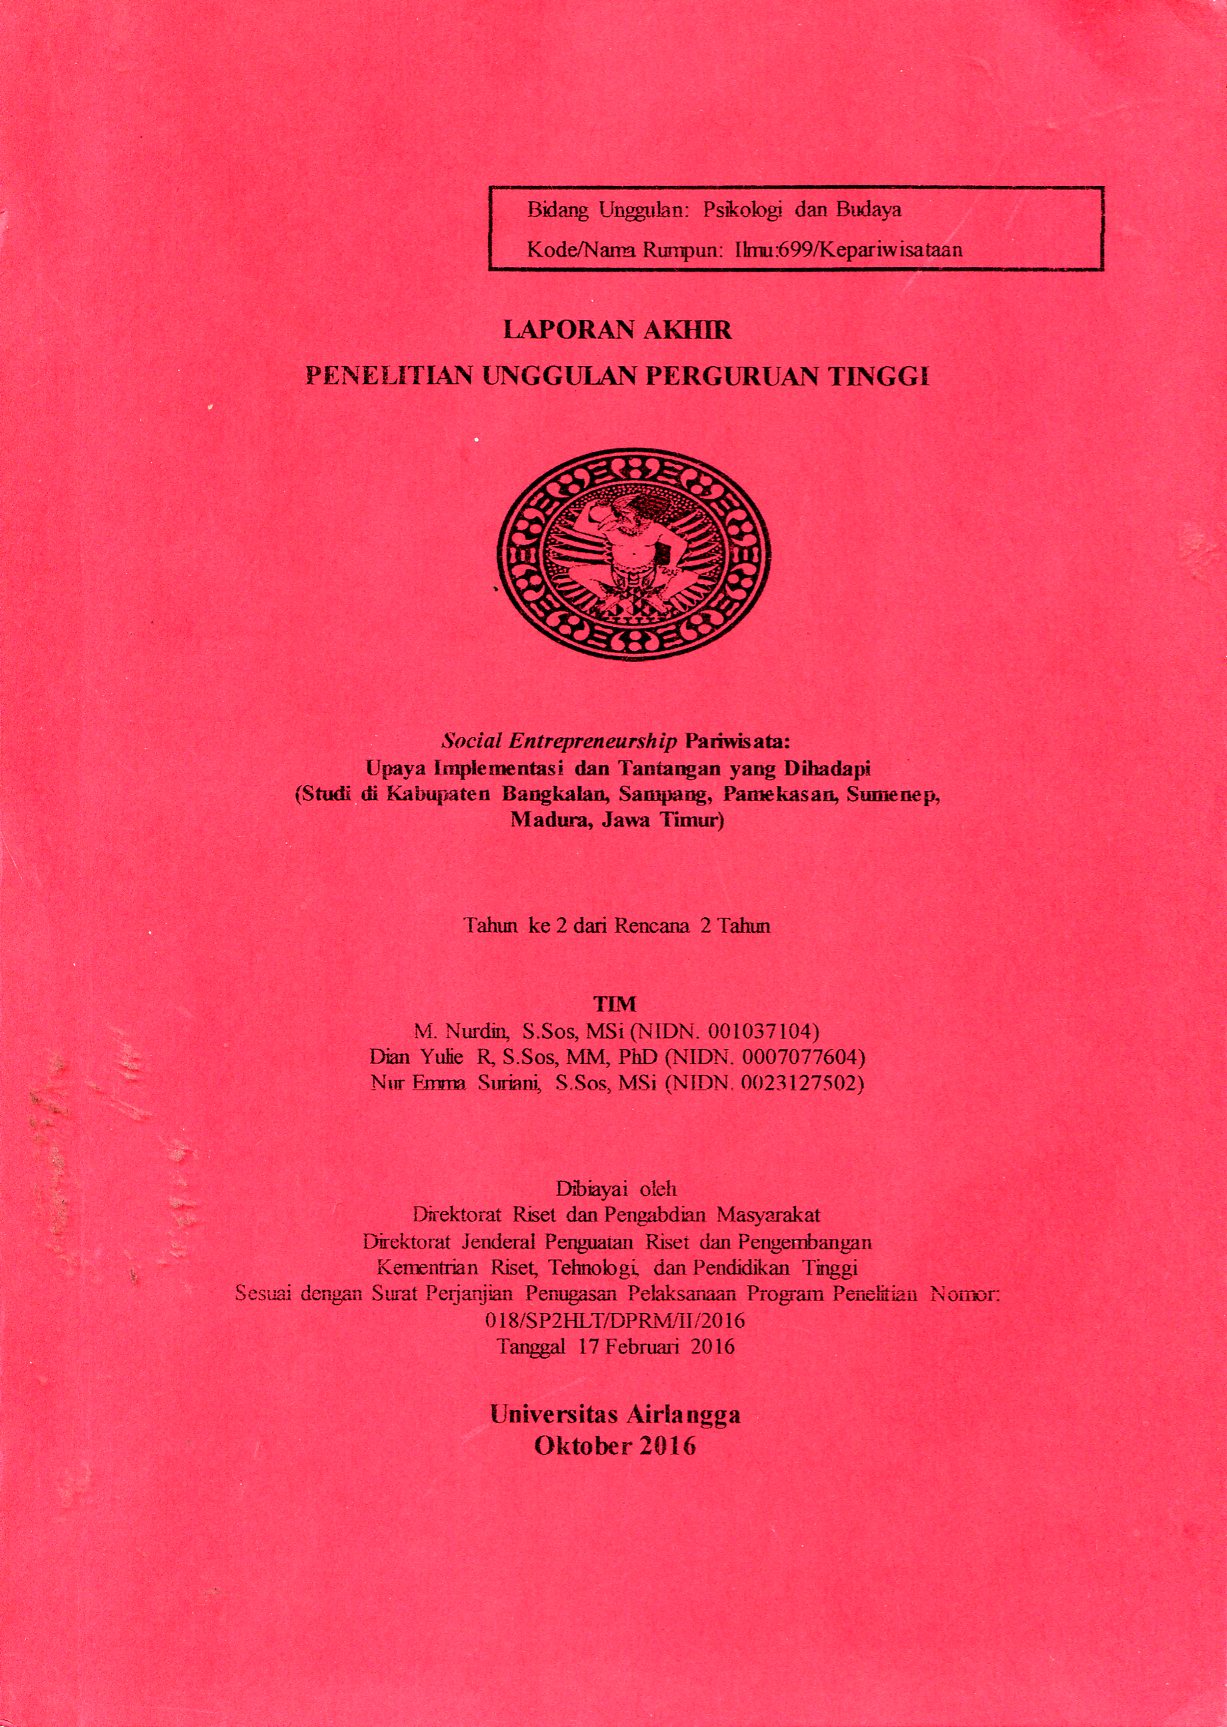 Bidang Unggulan: Psikologi dan Budaya
Kode/Nama Rumpun: Ilmu:699/Kepariwisataan
LAPORAN AKHIR
PENELITIAN UNGGULAN PERGURUAN TINGGI
Social Entrepreneurship Pariwisata:
Upaya Implementasi dan Tantangan yang Dihadapi
(Studi di Kabupaten Bangkalan, Sampang, Pamekasan, Sumenep,
Madura, Jawa Timur)
Tahun ke 2 dari Rencana 2 Tahun
TIM
M. Nurdin, S.Sos, MSi (NIDN. 001037104)
Dian Yulie R, S.Sos, MM, PhD (NIDN. 0007077604)
Nur Emma Suriani, S.Sos, MSi (NIDN. 0023127502)
Dibiayai oleh
Direktorat Riset dan Pengabdian Masyarakat
Direktorat Jenderal Penguatan Riset dan Pengembangan
Kementrian Riset, Tehnologi, dan Pendidikan Tinggi
Sesuai dengan Surat Perjanjian Penugasan Pelaksanaan Program Penelitian Nomor:
018/SP2HLT/DPRM/II/2016
Tanggal 17 Februari 2016
Universitas Airlangga
Oktober 2016